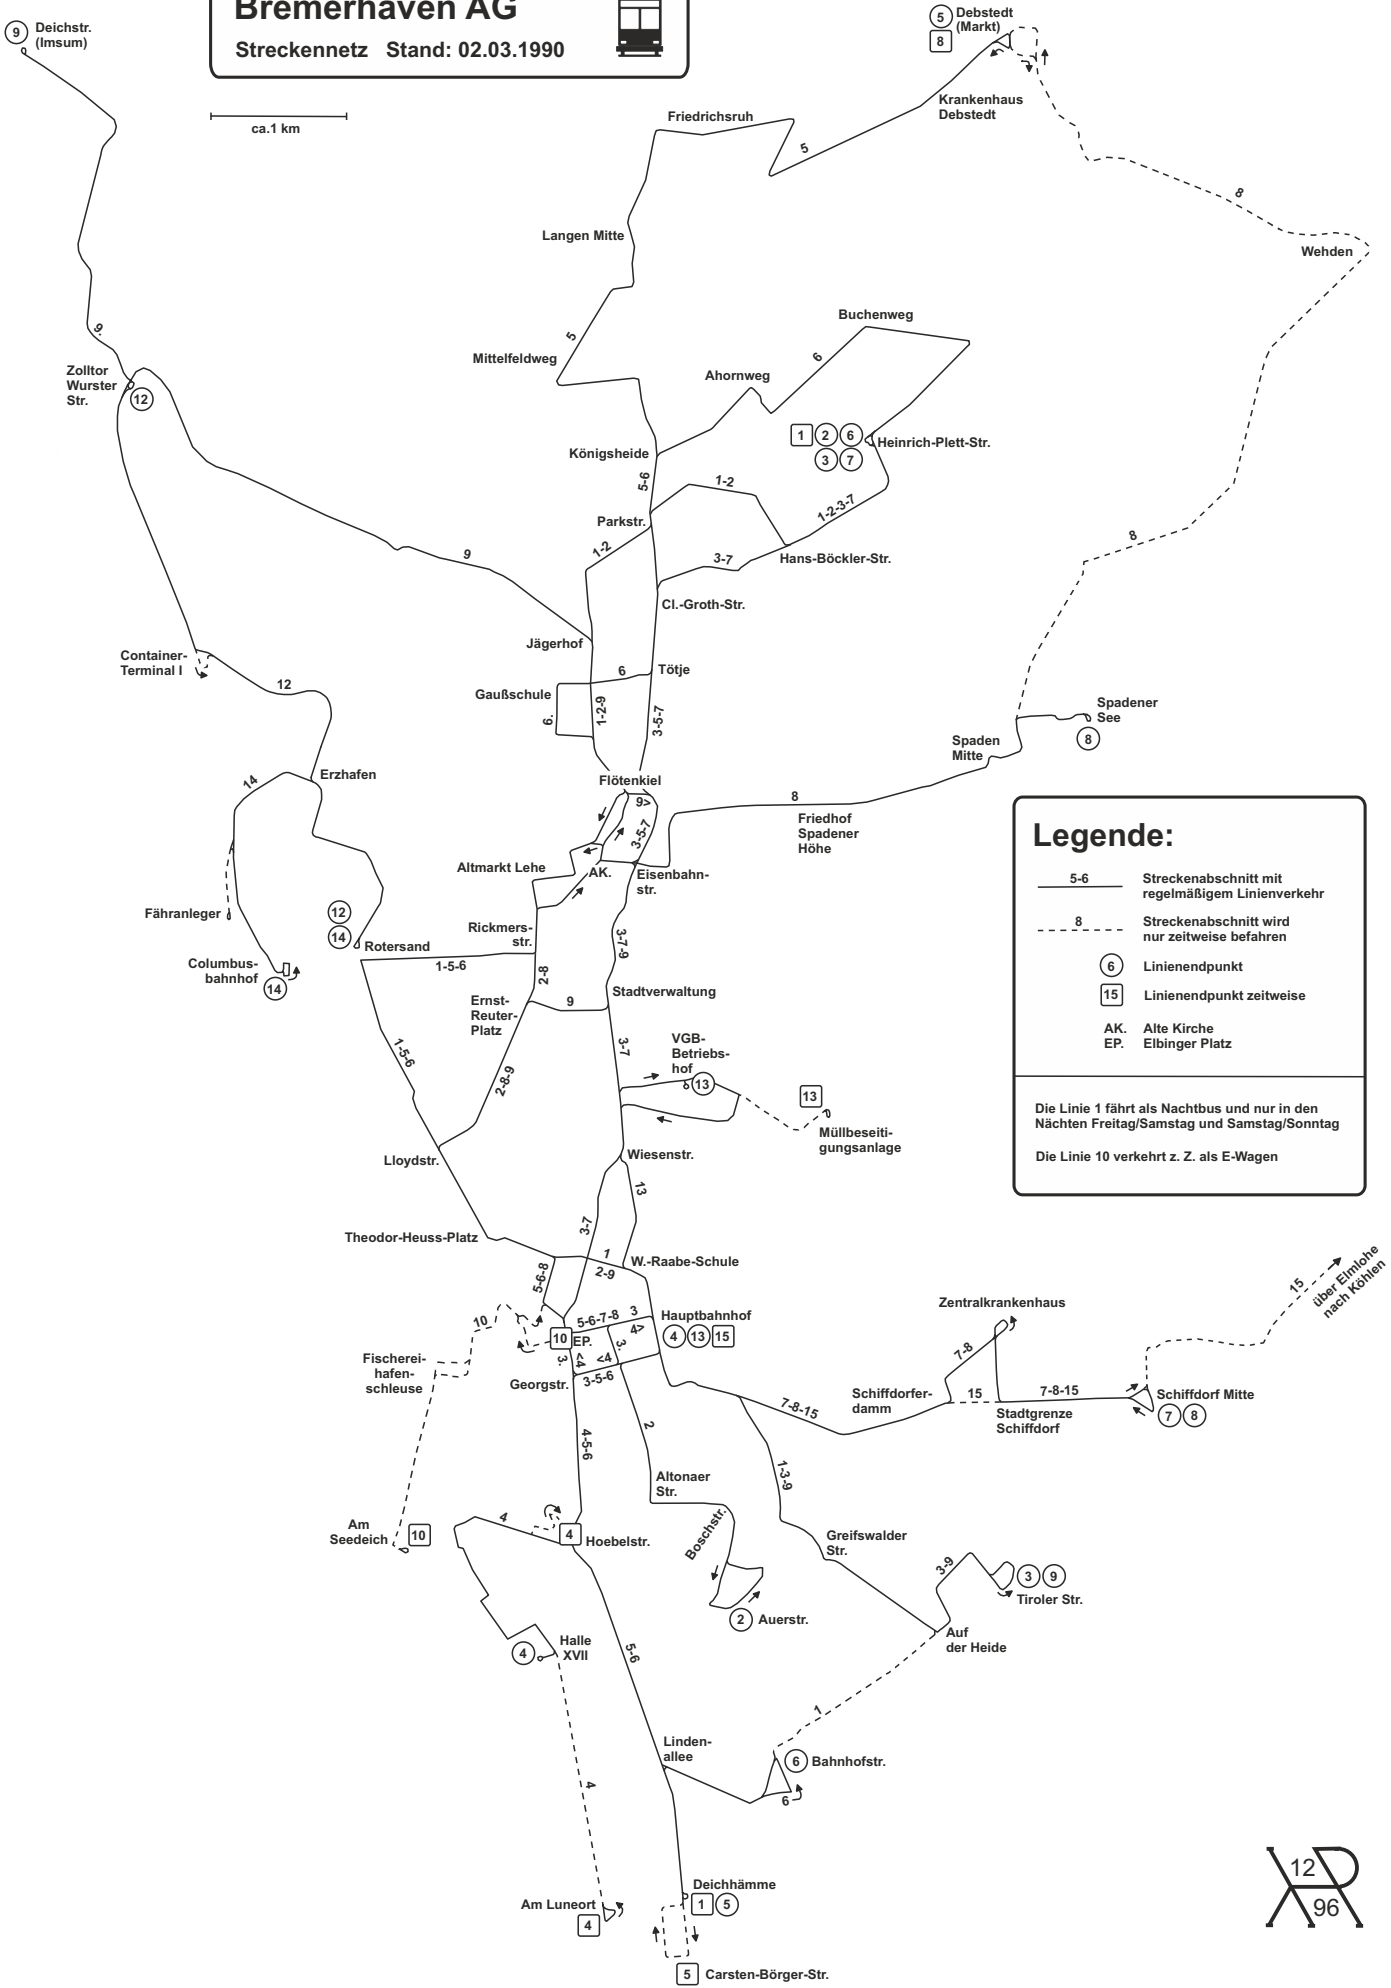 Bremerhaven AG
Streckennetz Stand: 02.03.1990
ca.1 km
9
Deichstr.
(Imsum)
5
8
Debstedt
(Markt)
Krankenhaus
Debstedt
Friedrichsruh
5
8
Wehden
Langen Mitte
5
Mittelfeldweg
Buchenweg
6
Ahornweg
9.
Zolltor
Wurster
Str.
12
1
2
6
3
7
Heinrich-Plett-Str.
Königsheide
5-6
1-2
1-2-3-7
Parkstr.
1-2
3-7
Hans-Böckler-Str.
9
8
Cl.-Groth-Str.
Jägerhof
Container-
Terminal I
12
6
Tötje
Gaußschule
6.
1-2-9
3-5-7
Spadener
See
8
Spaden
Mitte
Erzhafen
14
Flötenkiel
9>
3-5-7
8
Friedhof
Spadener
Höhe
Altmarkt Lehe
AK.
Eisenbahn-
str.
Fähranleger
12
14
Rotersand
Rickmers-
str.
1-5-6
3-7-9
Columbus-
bahnhof
14
2-8
Stadtverwaltung
Ernst-
Reuter-
Platz
9
1-5-6
2-8-9
3-7
VGB-
Betriebs-
hof
13
13
Müllbeseiti-
gungsanlage
Lloydstr.
Wiesenstr.
13
3-7
Theodor-Heuss-Platz
1
2-9
W.-Raabe-Schule
5-6-8
5-6-7-8
3
4>
Hauptbahnhof
4
13
15
10
10
EP.
3.
<4
<4
3.
3-5-6
Fischerei-
hafen-
schleuse
Georgstr.
Zentralkrankenhaus
7-8
15
über Elmlohe
nach Köhlen
7-8-15
Schiffdorfer-
damm
15
7-8-15
Stadtgrenze
Schiffdorf
Schiffdorf Mitte
7
8
4-5-6
2
1-3-9
Altonaer
Str.
Boschstr.
4
4
Hoebelstr.
Am
Seedeich
10
Greifswalder
Str.
3-9
3
9
Tiroler Str.
2
Auerstr.
Auf
der Heide
4
Halle
XVII
5-6
1
Linden-
allee
6
Bahnhofstr.
6
4
Am Luneort
4
Deichhämme
1
5
5
Carsten-Börger-Str.
Legende:
5-6
Streckenabschnitt mit
regelmäßigem Linienverkehr
8
Streckenabschnitt wird
nur zeitweise befahren
6
Linienendpunkt
15
Linienendpunkt zeitweise
AK. Alte Kirche
EP. Elbinger Platz
Die Linie 1 fährt als Nachtbus und nur in den
Nächten Freitag/Samstag und Samstag/Sonntag
Die Linie 10 verkehrt z. Z. als E-Wagen
12
96